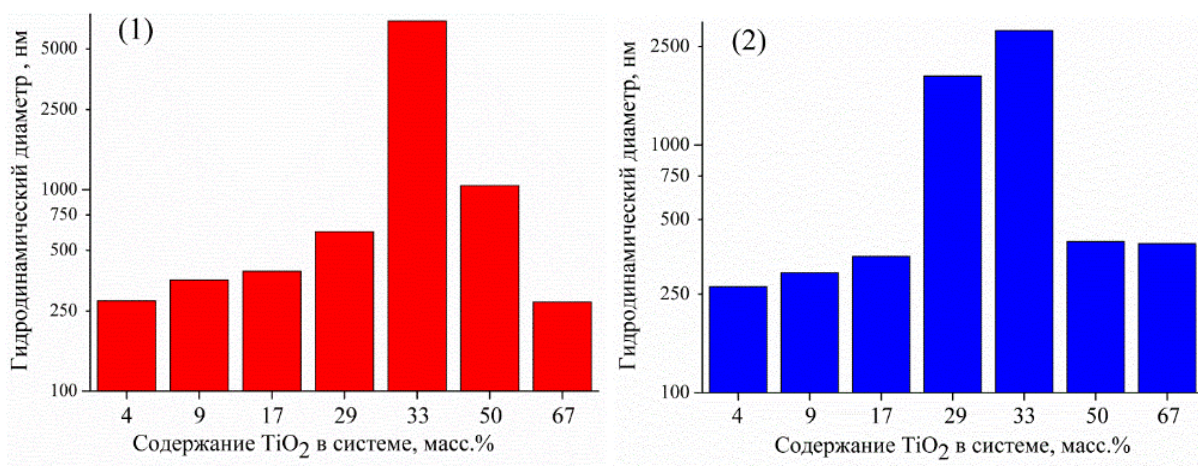 (1)
Гидродинамический диаметр , нм
5000
2500
1000
750
500
250
100
4 9 17 29 33 50 67
Содержание TiO2 в системе, масс.%
(2)
Гидродинамический диаметр, нм
2500
1000
750
500
250
100
4 9 17 29 33 50 67
Содержание TiO2 в системе, масс.%